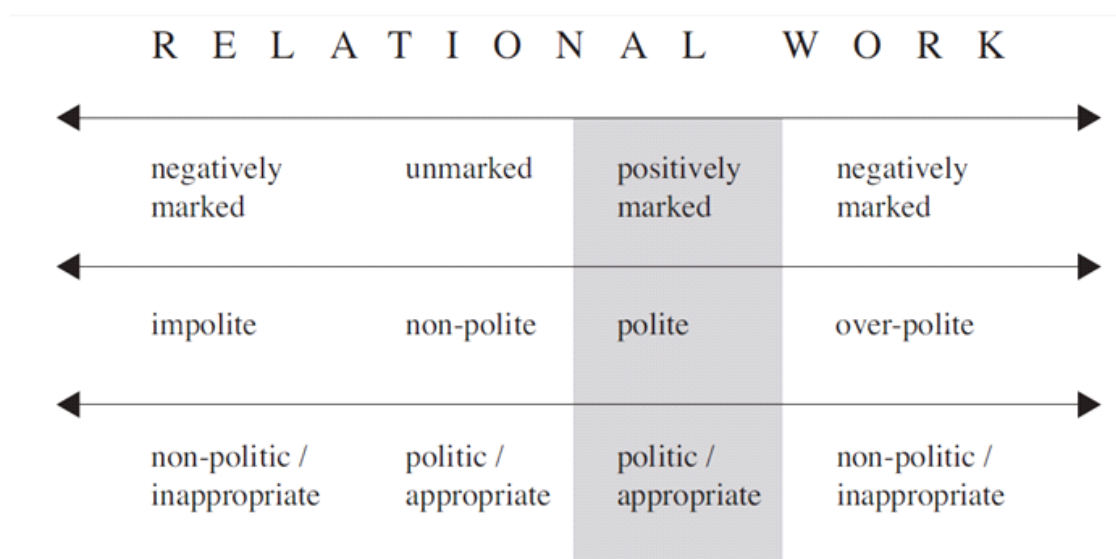 RELATIONAL WORK
negatively marked unmarked positively marked negatively marked
impolite non-polite polite over-polite
non-politic / inappropriate politic / appropriate politic / appropriate non-politic / inappropriate